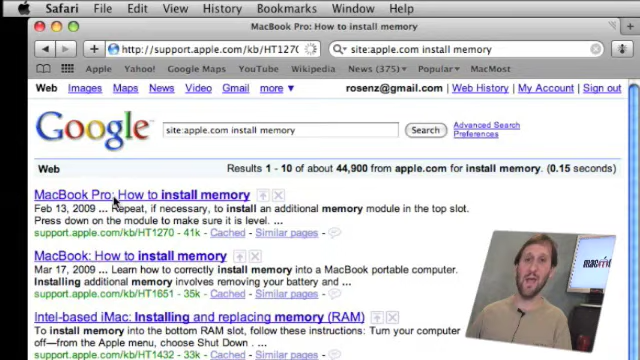 Safari File Edit View History Bookmarks Window Help
MacBook Pro: How to install memory
http://support.apple.com/kb/HT1270
site:apple.com install memory
Apple Yahoo! Google Maps YouTube Wikipedia News (375) Popular MacMost
Web Images Maps News Video Gmail more ▼ rosenz@gmail.com | Web History | My Account | Sign out
Google
site:apple.com install memory
Search
Advanced Search
Preferences
Web Results 1 - 10 of about 44,900 from apple.com for install memory. (0.15 seconds)
MacBook Pro: How to install memory
Feb 13, 2009 ... Repeat, if necessary, to install an additional memory module in the top slot.
Press down on the module to make sure it is level. ...
support.apple.com/kb/HT1270 - 41k - Cached - Similar pages -
MacBook: How to install memory
Mar 17, 2009 ... Learn how to correctly install memory into a MacBook portable computer.
Installing additional memory involves removing your battery and ...
support.apple.com/kb/HT1651 - 35k - Cached - Similar pages -
Intel-based iMac: Installing and replacing memory (RAM)
To install memory into the bottom RAM slot, follow these instructions: Turn your computer
off—from the Apple menu, choose Shut Down . ...
support.apple.com/kb/HT1432 - 33k - Cached - Similar pages -